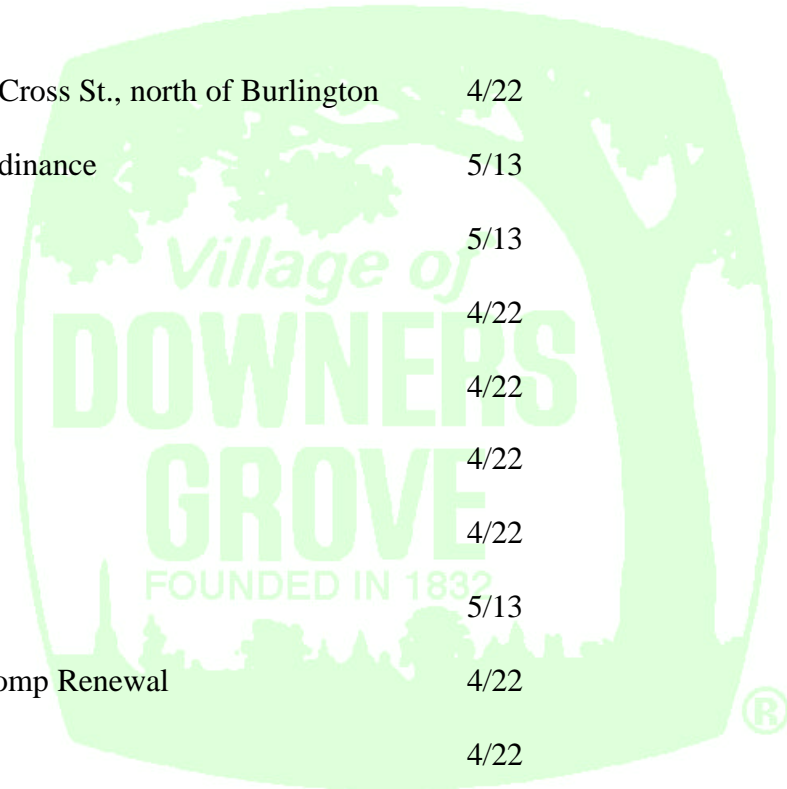 Cross St., north of Burlington 4/22
dinance 5/13
5/13
Village of
4/22
DOWNERS
4/22
GROVE
4/22
4/22
FOUNDED IN 1832
5/13
omp Renewal 4/22
®
4/22